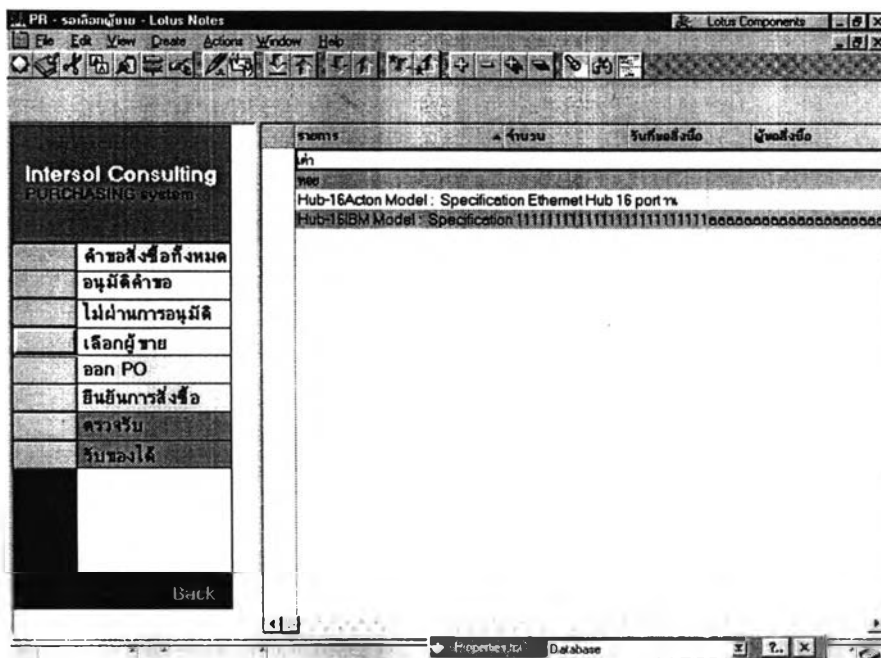 PR - รอเลือกผู้ขาย - Lotus Notes
Lotus Components
File Edit View Create Actions Window Help
Intersol Consulting
PURCHASING system
คำขอสั่งซื้อทั้งหมด
อนุมัติคำขอ
ไม่ผ่านการอนุมัติ
เลือกผู้ขาย
ออก PO
ยืนยันการสั่งซื้อ
ตรวจรับ
รับของได้
Back
รายการ จำนวน วันที่ขอสั่งซื้อ ผู้ขอสั่งซื้อ
Hub-16Acton Model : Specification Ethernet Hub 16 port
Hub-16IBM Model : Specification
Properties for Database